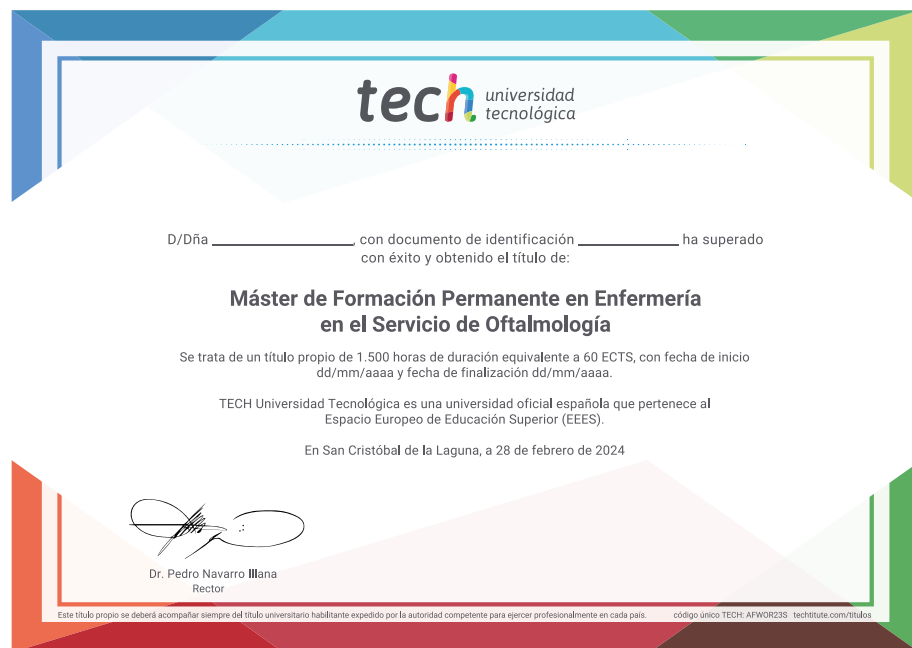 tech universidad
tecnológica
D/Dña ______________, con documento de identificación __________ ha superado
con éxito y obtenido el título de:
Máster de Formación Permanente en Enfermería
en el Servicio de Oftalmología
Se trata de un título propio de 1.500 horas de duración equivalente a 60 ECTS, con fecha de inicio
dd/mm/aaaa y fecha de finalización dd/mm/aaaa.
TECH Universidad Tecnológica es una universidad oficial española que pertenece al
Espacio Europeo de Educación Superior (EEES).
En San Cristóbal de la Laguna, a 28 de febrero de 2024
Dr. Pedro Navarro Illana
Rector
Este título propio se deberá acompañar siempre del título universitario habilitante expedido por la autoridad competente para ejercer profesionalmente en cada país. código único TECH: AFWOR23S techtitute.com/titulos